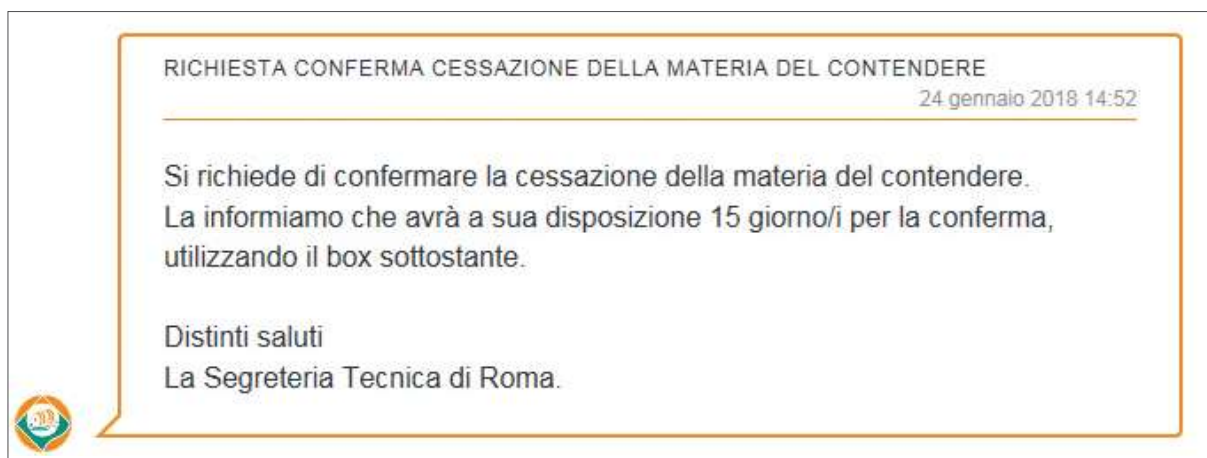 RICHIESTA CONFERMA CESSAZIONE DELLA MATERIA DEL CONTENDERE
24 gennaio 2018 14:52
Si richiede di confermare la cessazione della materia del contendere.
La informiamo che avrà a sua disposizione 15 giorno/i per la conferma,
utilizzando il box sottostante.
Distinti saluti
La Segreteria Tecnica di Roma.